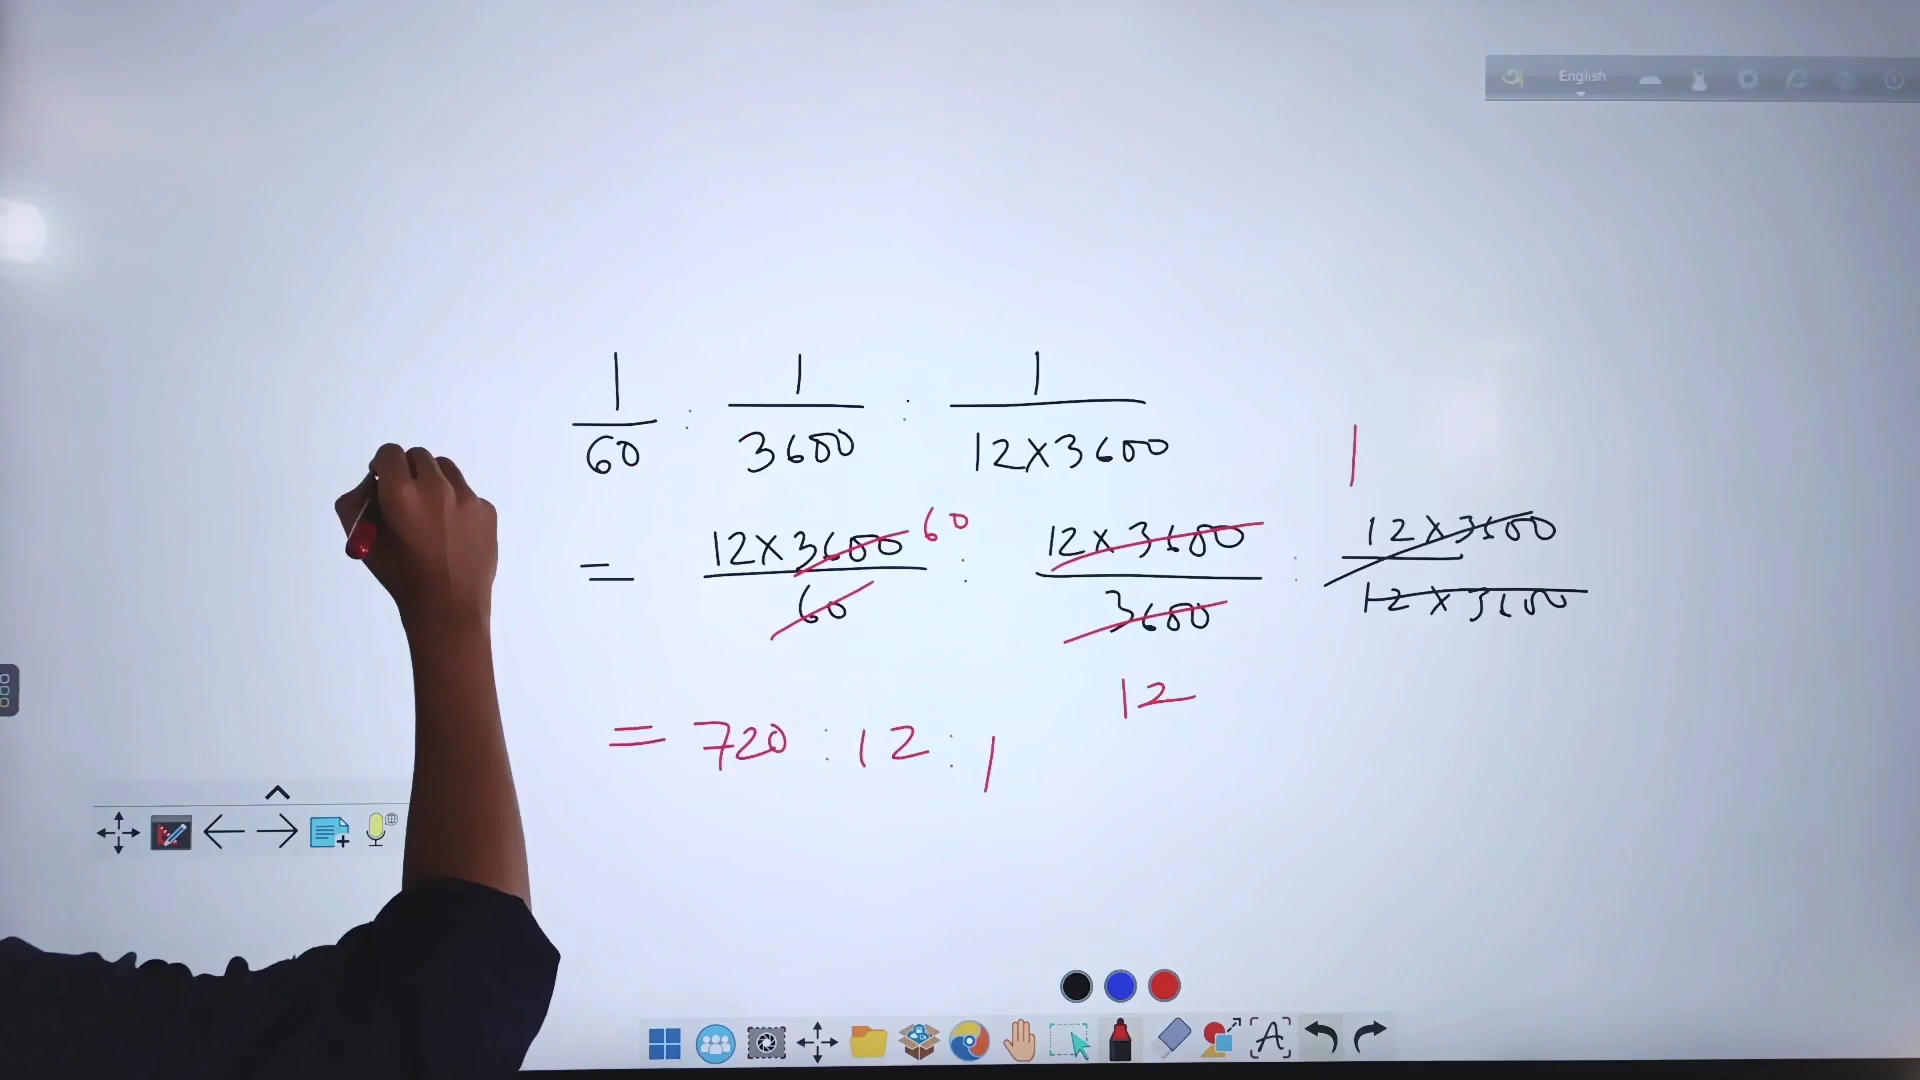 English
1/60 : 1/3600 : 1/12×3600
1
= 12×3600/60 60 : 12×3600/3600 : 12×3600/12×3600
12
= 720 : 12 : 1